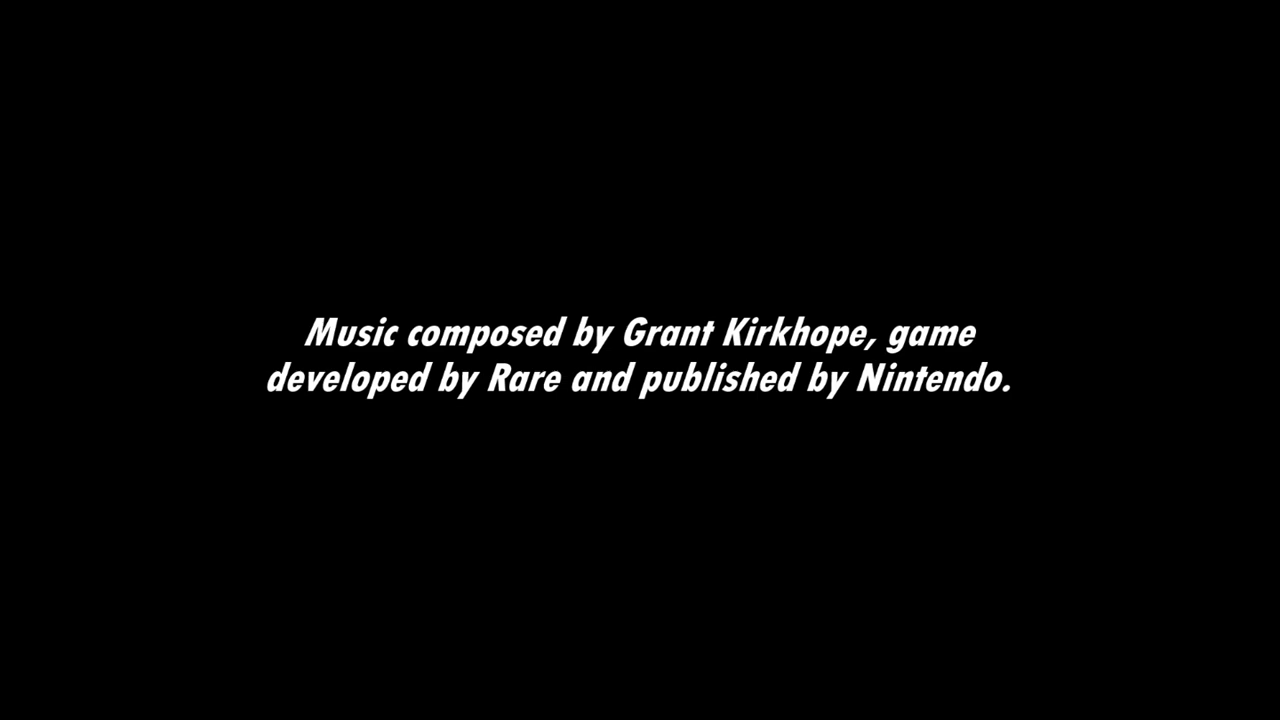 Music composed by Grant Kirkhope, game
developed by Rare and published by Nintendo.